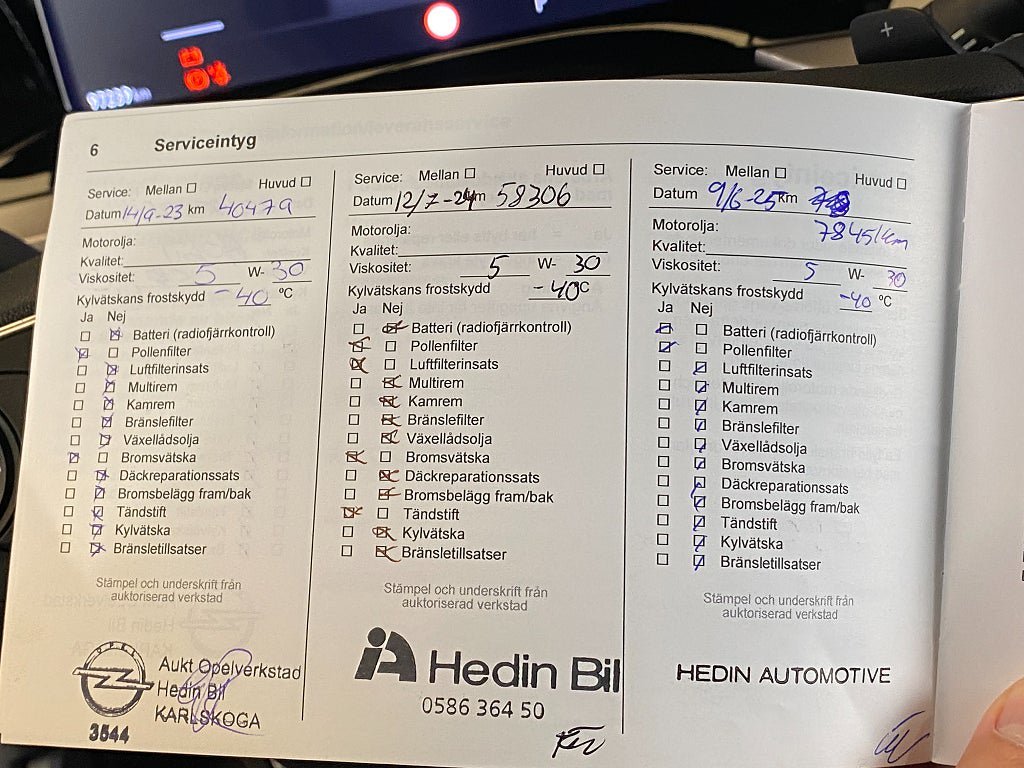 6 Serviceintyg
Service: Mellan Huvud
Datum 14/9-23 km 40479
Motorolja:
Kvalitet:
Viskositet: 5 W- 30
Kylvätskans frostskydd -40 °C
Ja Nej
Batteri (radiofjärrkontroll)
Pollenfilter
Luftfilterinsats
Multirem
Kamrem
Bränslefilter
Växellådsolja
Bromsvätska
Däckreparationssats
Bromsbelägg fram/bak
Tändstift
Kylvätska
Bränsletillsatser
Stämpel och underskrift från
auktoriserad verkstad
OPEL
Aukt Opelverkstad
Hedin Bil
KARLSKOGA
3544
Service: Mellan Huvud
Datum 12/7-24 km 58306
Motorolja:
Kvalitet:
Viskositet: 5 W- 30
Kylvätskans frostskydd -40 °C
Ja Nej
Batteri (radiofjärrkontroll)
Pollenfilter
Luftfilterinsats
Multirem
Kamrem
Bränslefilter
Växellådsolja
Bromsvätska
Däckreparationssats
Bromsbelägg fram/bak
Tändstift
Kylvätska
Bränsletillsatser
Stämpel och underskrift från
auktoriserad verkstad
Hedin Bil
0586 364 50
Service: Mellan Huvud
Datum 9/6-25 km
7845 km
Motorolja:
Kvalitet:
Viskositet: 5 W- 30
Kylvätskans frostskydd -40 °C
Ja Nej
Batteri (radiofjärrkontroll)
Pollenfilter
Luftfilterinsats
Multirem
Kamrem
Bränslefilter
Växellådsolja
Bromsvätska
Däckreparationssats
Bromsbelägg fram/bak
Tändstift
Kylvätska
Bränsletillsatser
Stämpel och underskrift från
auktoriserad verkstad
HEDIN AUTOMOTIVE